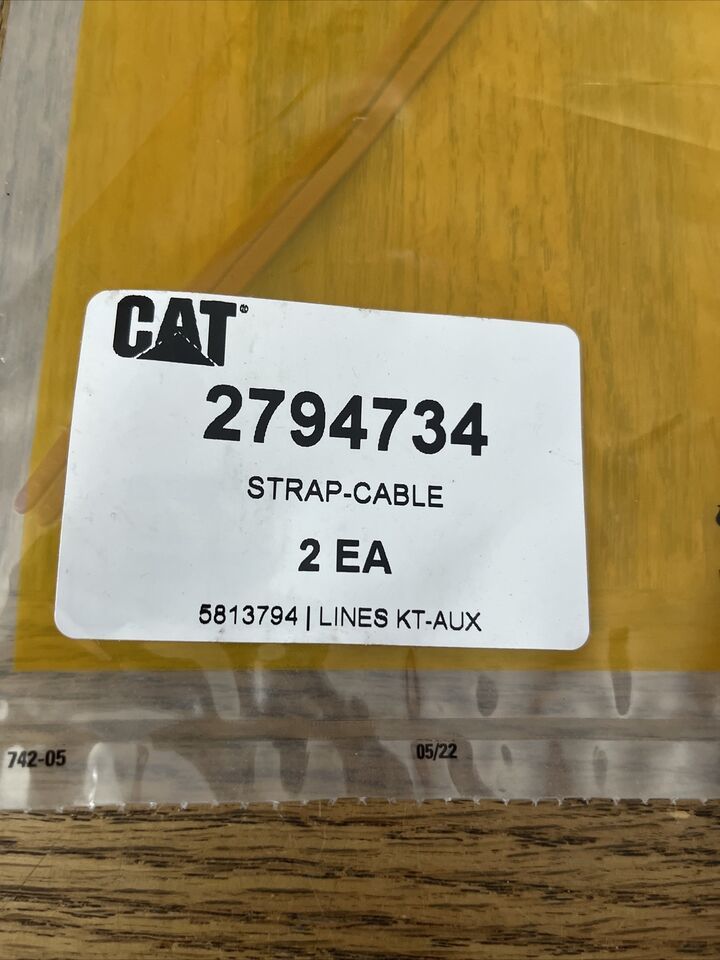 CAT®
2794734
STRAP-CABLE
2 EA
5813794 | LINES KT-AUX
742-05
05/22